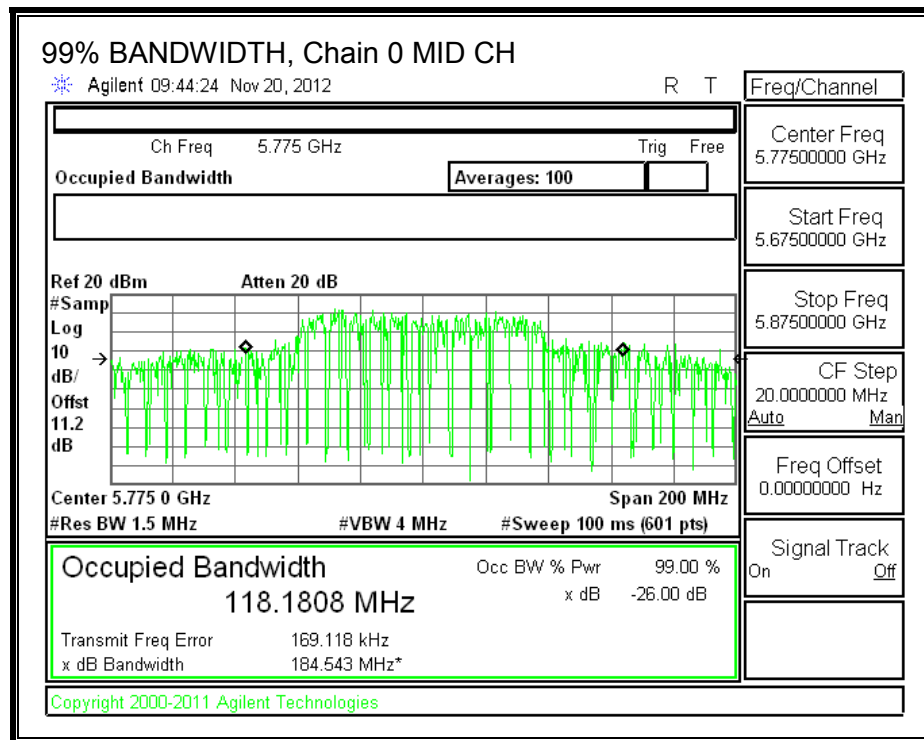 99% BANDWIDTH, Chain 0 MID CH
Agilent 09:44:24 Nov 20, 2012 R T
Freq/Channel
Ch Freq 5.775 GHz Trig Free
Occupied Bandwidth Averages: 100
Center Freq
5.77500000 GHz
Start Freq
5.67500000 GHz
Stop Freq
5.87500000 GHz
CF Step
20.0000000 MHz
Auto Man
Freq Offset
0.00000000 Hz
Signal Track
On Off
Ref 20 dBm Atten 20 dB
#Samp
Log
10
dB/
Offst
11.2
dB
Center 5.775 0 GHz Span 200 MHz
#Res BW 1.5 MHz #VBW 4 MHz #Sweep 100 ms (601 pts)
Occupied Bandwidth Occ BW % Pwr 99.00 %
118.1808 MHz x dB -26.00 dB
Transmit Freq Error 169.118 kHz
x dB Bandwidth 184.543 MHz*
Copyright 2000-2011 Agilent Technologies